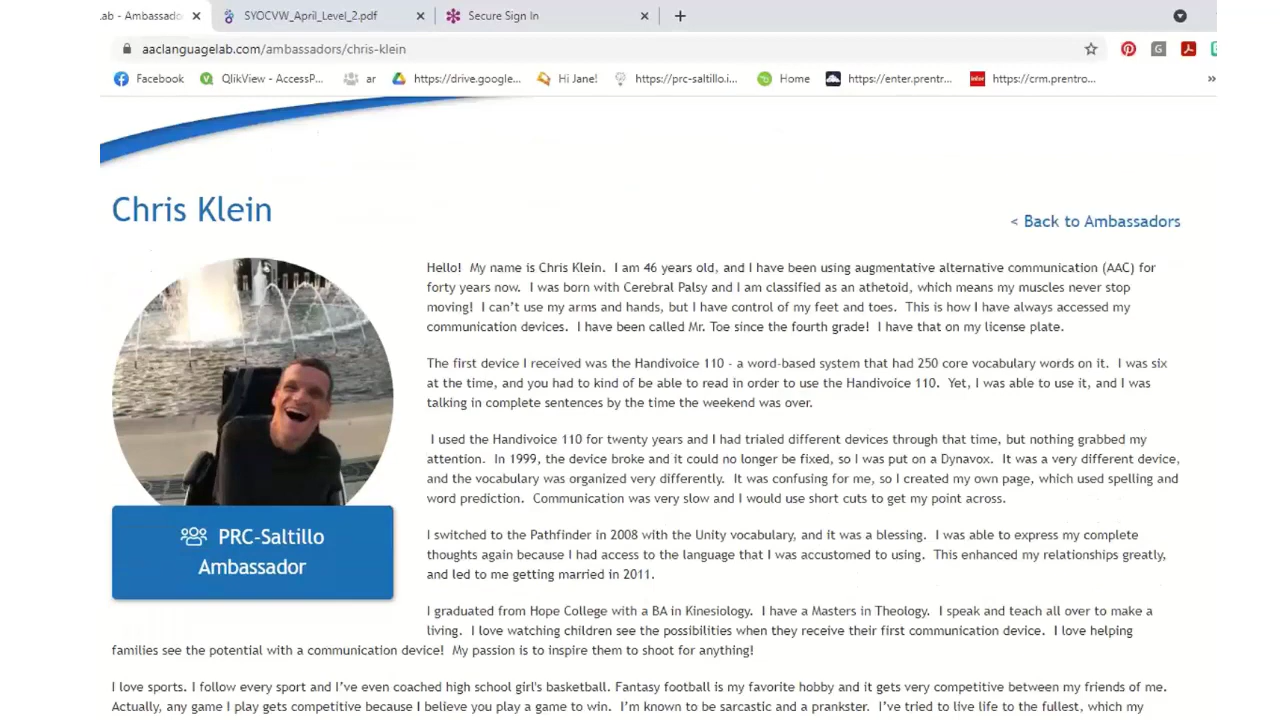 .ab - Ambassado
SYOCVW_April_Level_2.pdf
Secure Sign In
aaclanguagelab.com/ambassadors/chris-klein
Facebook
QlikView - AccessP...
ar
https://drive.google...
Hi Jane!
https://prc-saltillo.i...
Home
https://enter.prentr...
https://crm.prentro...
Chris Klein
< Back to Ambassadors
Hello!  My name is Chris Klein.  I am 46 years old, and I have been using augmentative alternative communication (AAC) for
forty years now.  I was born with Cerebral Palsy and I am classified as an athetoid, which means my muscles never stop
moving!  I can't use my arms and hands, but I have control of my feet and toes.  This is how I have always accessed my
communication devices.  I have been called Mr. Toe since the fourth grade!  I have that on my license plate.
The first device I received was the Handivoice 110 - a word-based system that had 250 core vocabulary words on it.  I was six
at the time, and you had to kind of be able to read in order to use the Handivoice 110.  Yet, I was able to use it, and I was
talking in complete sentences by the time the weekend was over.
I used the Handivoice 110 for twenty years and I had trialed different devices through that time, but nothing grabbed my
attention.  In 1999, the device broke and it could no longer be fixed, so I was put on a Dynavox.  It was a very different device,
and the vocabulary was organized very differently.  It was confusing for me, so I created my own page, which used spelling and
word prediction.  Communication was very slow and I would use short cuts to get my point across.
PRC-Saltillo
Ambassador
I switched to the Pathfinder in 2008 with the Unity vocabulary, and it was a blessing.  I was able to express my complete
thoughts again because I had access to the language that I was accustomed to using.  This enhanced my relationships greatly,
and led to me getting married in 2011.
I graduated from Hope College with a BA in Kinesiology.  I have a Masters in Theology.  I speak and teach all over to make a
living.  I love watching children see the possibilities when they receive their first communication device.  I love helping
families see the potential with a communication device!  My passion is to inspire them to shoot for anything!
I love sports. I follow every sport and I've even coached high school girl's basketball. Fantasy football is my favorite hobby and it gets very competitive between my friends of me.
Actually, any game I play gets competitive because I believe you play a game to win.  I'm known to be sarcastic and a prankster.  I've tried to live life to the fullest, which my